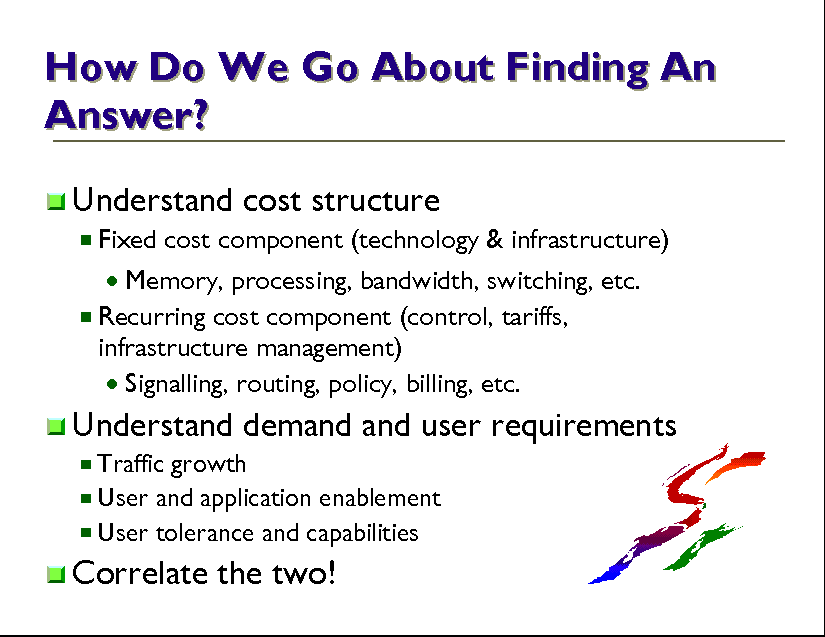 How Do We Go About Finding An
Answer?
Understand cost structure
Fixed cost component (technology & infrastructure)
Memory, processing, bandwidth, switching, etc.
Recurring cost component (control, tariffs,
infrastructure management)
Signalling, routing, policy, billing, etc.
Understand demand and user requirements
Traffic growth
User and application enablement
User tolerance and capabilities
Correlate the two!